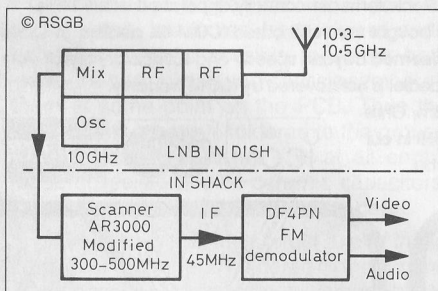 © RSGB
10·3–
10·5GHz
Mix RF RF
Osc
10GHz
LNB IN DISH
IN SHACK
Scanner
AR3000
Modified
300–500MHz
IF
45MHz
DF4PN
FM
demodulator
Video
Audio